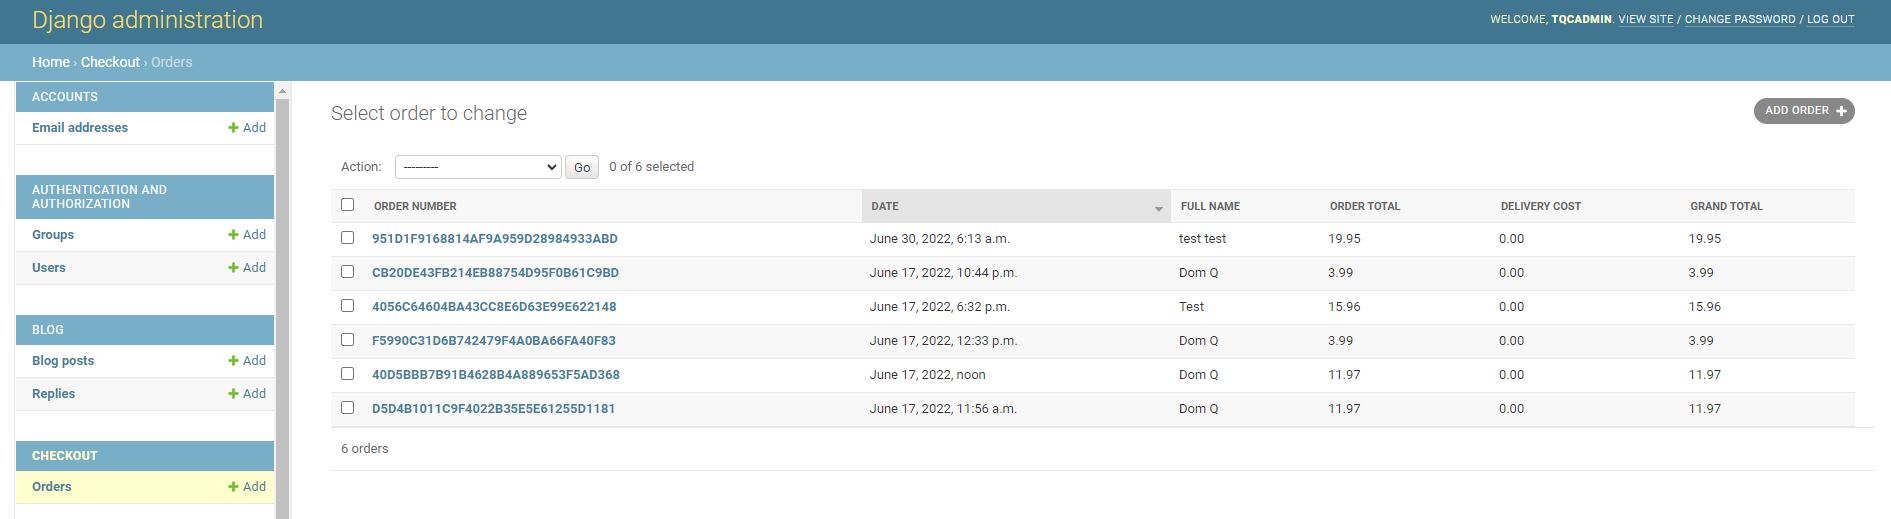 Django administration
WELCOME, TQCADMIN. VIEW SITE / CHANGE PASSWORD / LOG OUT
Home › Checkout › Orders
ACCOUNTS
Email addresses + Add
AUTHENTICATION AND
AUTHORIZATION
Groups + Add
Users + Add
BLOG
Blog posts + Add
Replies + Add
CHECKOUT
Orders + Add
Select order to change
ADD ORDER +
Action: --------- Go 0 of 6 selected
ORDER NUMBER DATE FULL NAME ORDER TOTAL DELIVERY COST GRAND TOTAL
951D1F9168814AF9A959D28984933ABD June 30, 2022, 6:13 a.m. test test 19.95 0.00 19.95
CB20DE43FB214EB88754D95F0B61C9BD June 17, 2022, 10:44 p.m. Dom Q 3.99 0.00 3.99
4056C64604BA43CC8E6D63E99E622148 June 17, 2022, 6:32 p.m. Test 15.96 0.00 15.96
F5990C31D6B742479F4A0BA66FA40F83 June 17, 2022, 12:33 p.m. Dom Q 3.99 0.00 3.99
40D5BBB7B91B4628B4A889653F5AD368 June 17, 2022, noon Dom Q 11.97 0.00 11.97
D5D4B1011C9F4022B35E5E61255D1181 June 17, 2022, 11:56 a.m. Dom Q 11.97 0.00 11.97
6 orders